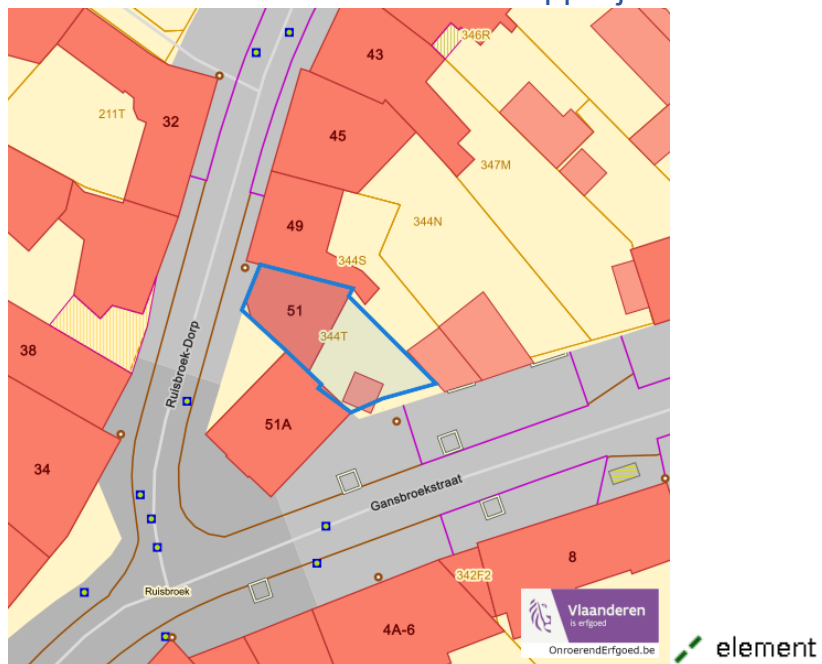 346R
43
211T
32
45
347M
344N
49
344S
51
344T
Ruisbroek-Dorp
38
51A
34
Gansbroekstraat
8
Ruisbroek
342F2
4A-6
Vlaanderen
is erfgoed
OnroerendErfgoed.be
element